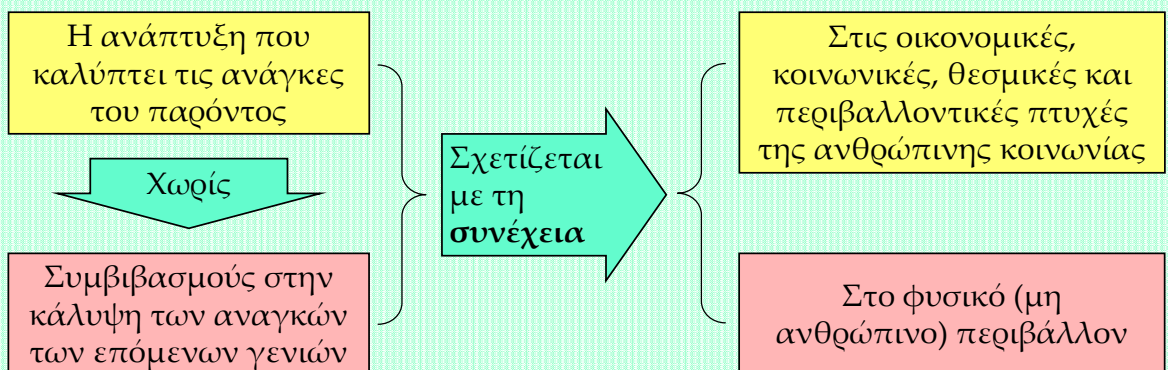 Η ανάπτυξη που
καλύπτει τις ανάγκες
του παρόντος
Χωρίς
Συμβιβασμούς στην
κάλυψη των αναγκών
των επόμενων γενιών
Σχετίζεται
με τη
συνέχεια
Στις οικονομικές,
κοινωνικές, θεσμικές και
περιβαλλοντικές πτυχές
της ανθρώπινης κοινωνίας
Στο φυσικό (μη
ανθρώπινο) περιβάλλον